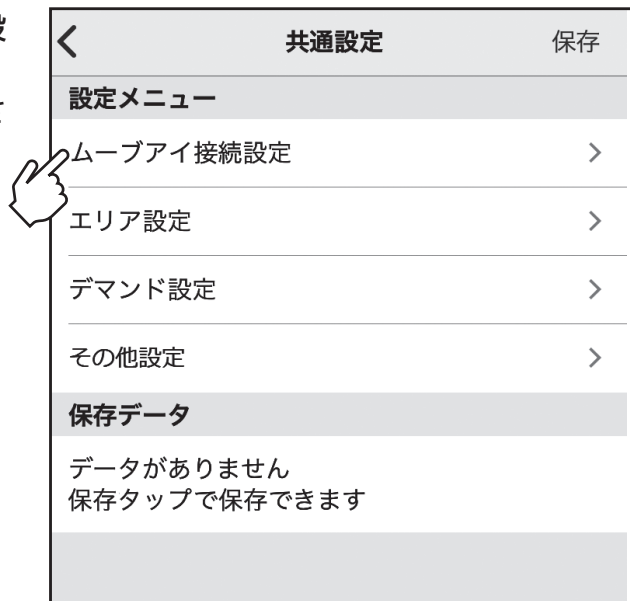 共通設定
保存
設定メニュー
ムーブアイ接続設定
エリア設定
デマンド設定
その他設定
保存データ
データがありません
保存タップで保存できます